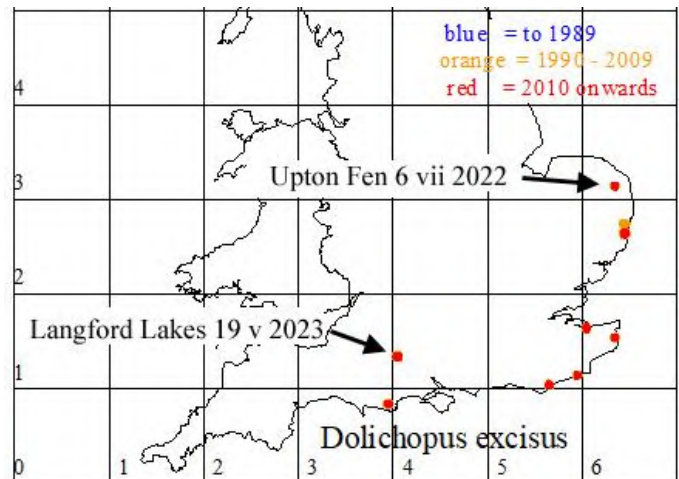 blue = to 1989
orange = 1990 - 2009
red = 2010 onwards
4
Upton Fen 6 vii 2022
3
2
Langford Lakes 19 v 2023
1
Dolichopus excisus
0 1 2 3 4 5 6